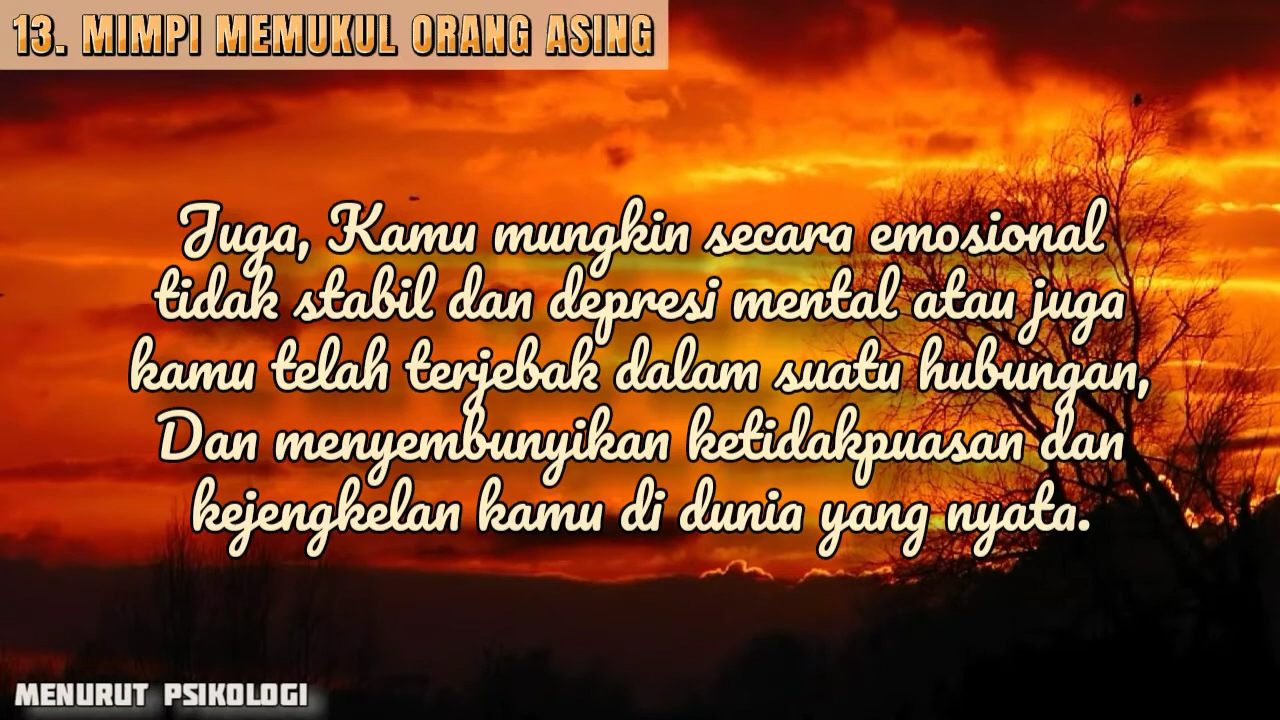 13. MIMPI MEMUKUL ORANG ASING
Juga, Kamu mungkin secara emosional
tidak stabil dan depresi mental atau juga
kamu telah terjebak dalam suatu hubungan,
Dan menyembunyikan ketidakpuasan dan
kejengkelan kamu di dunia yang nyata.
MENURUT PSIKOLOGI